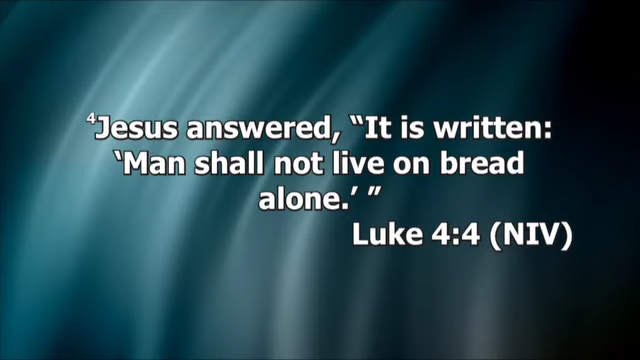 ⁴Jesus answered, “It is written:
‘Man shall not live on bread
alone.’ ”
Luke 4:4 (NIV)